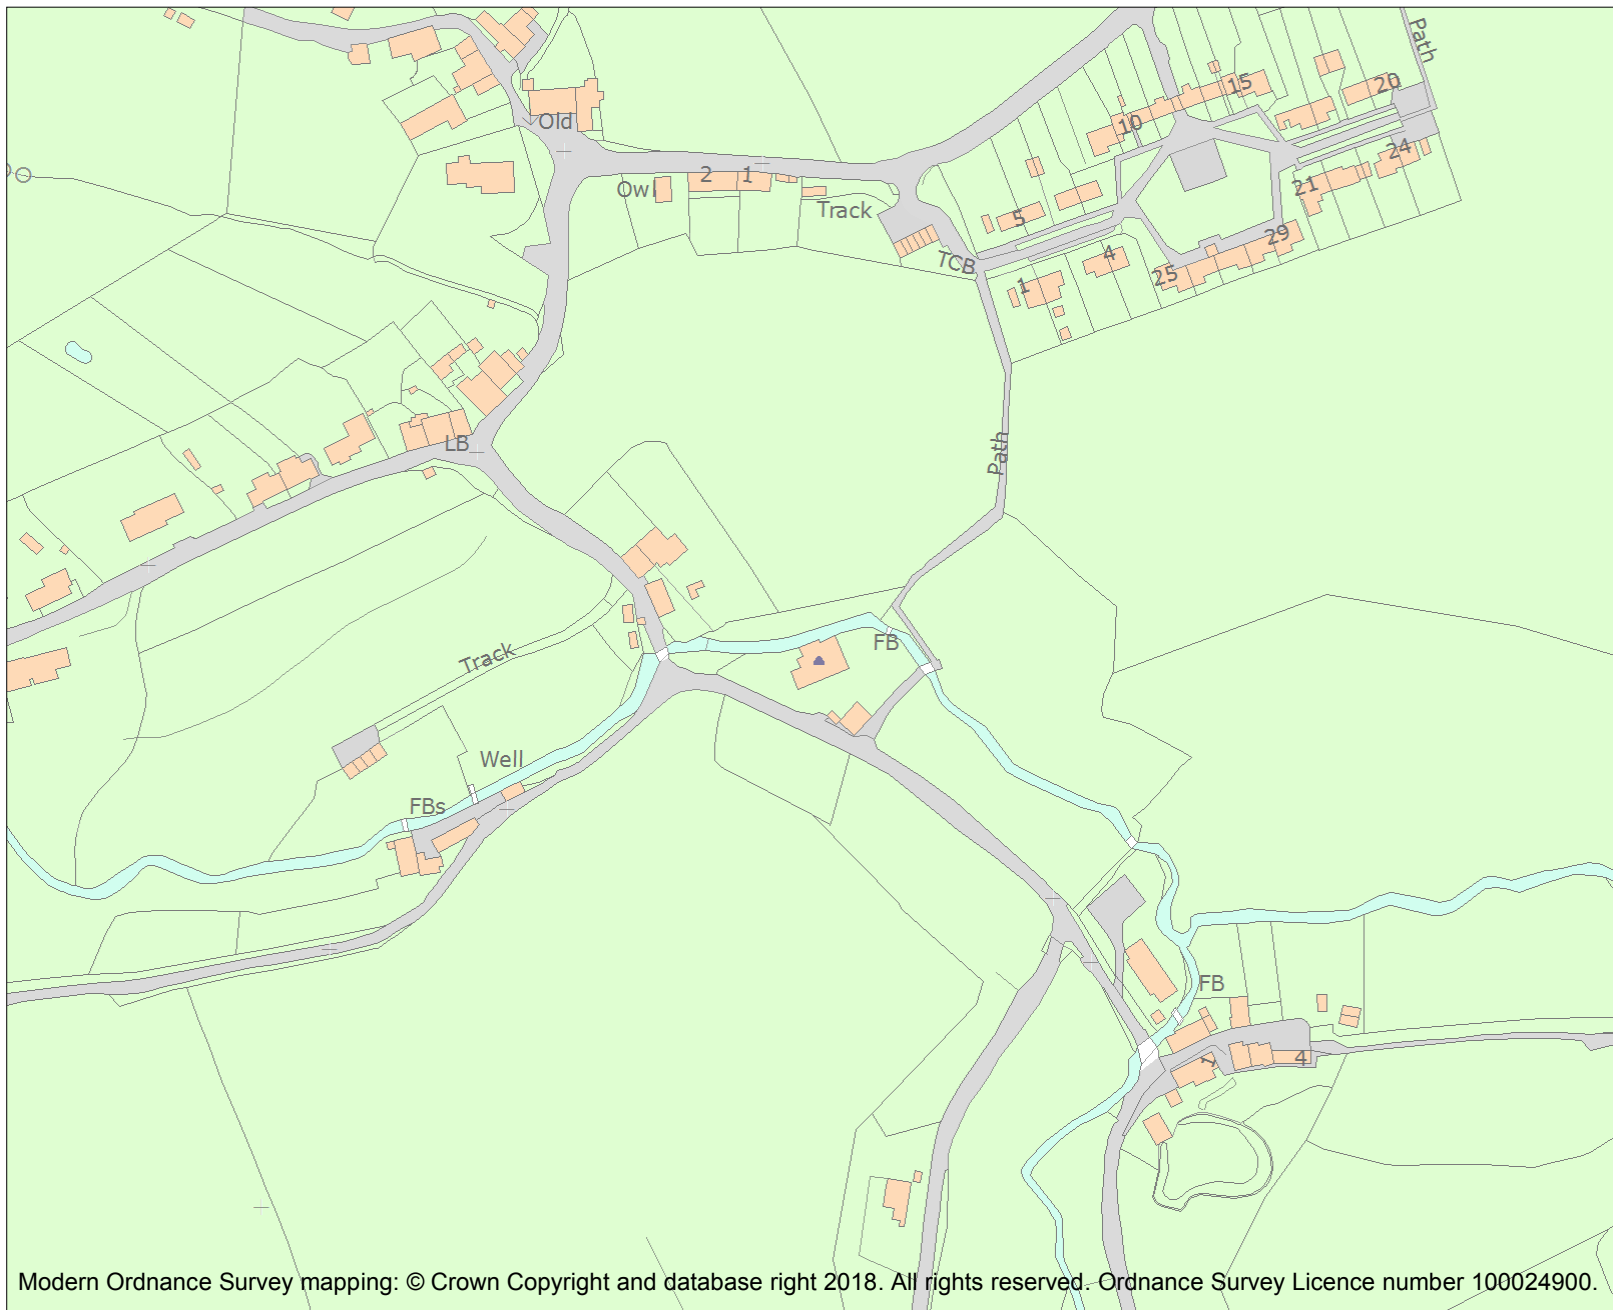 Path
20
15
10
Old
24
2
1
Owl
21
Track
5
29
4
TCB
25
1
LB
Path
FB
Track
Well
FBs
FB
1
4
Modern Ordnance Survey mapping: © Crown Copyright and database right 2018. All rights reserved. Ordnance Survey Licence number 100024900.